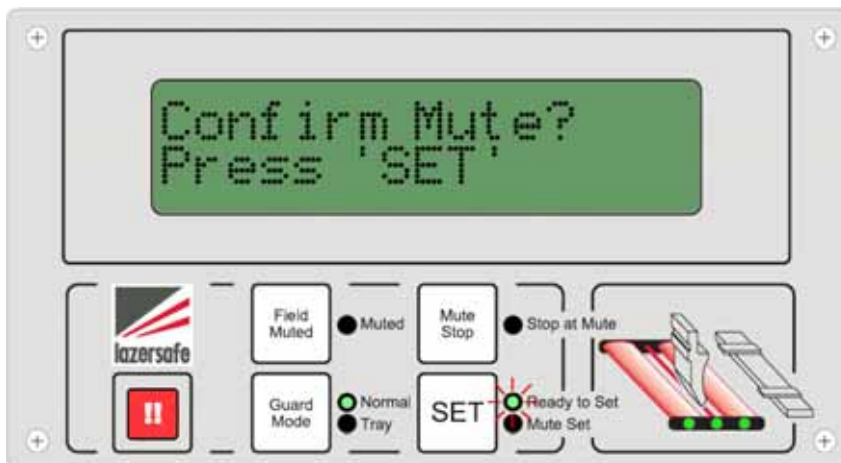 Confirm Mute?
Press 'SET'
lazersafe
Field
Muted
Muted
Mute
Stop
Stop at Mute
!!
Guard
Mode
Normal
Tray
SET
Ready to Set
Mute Set